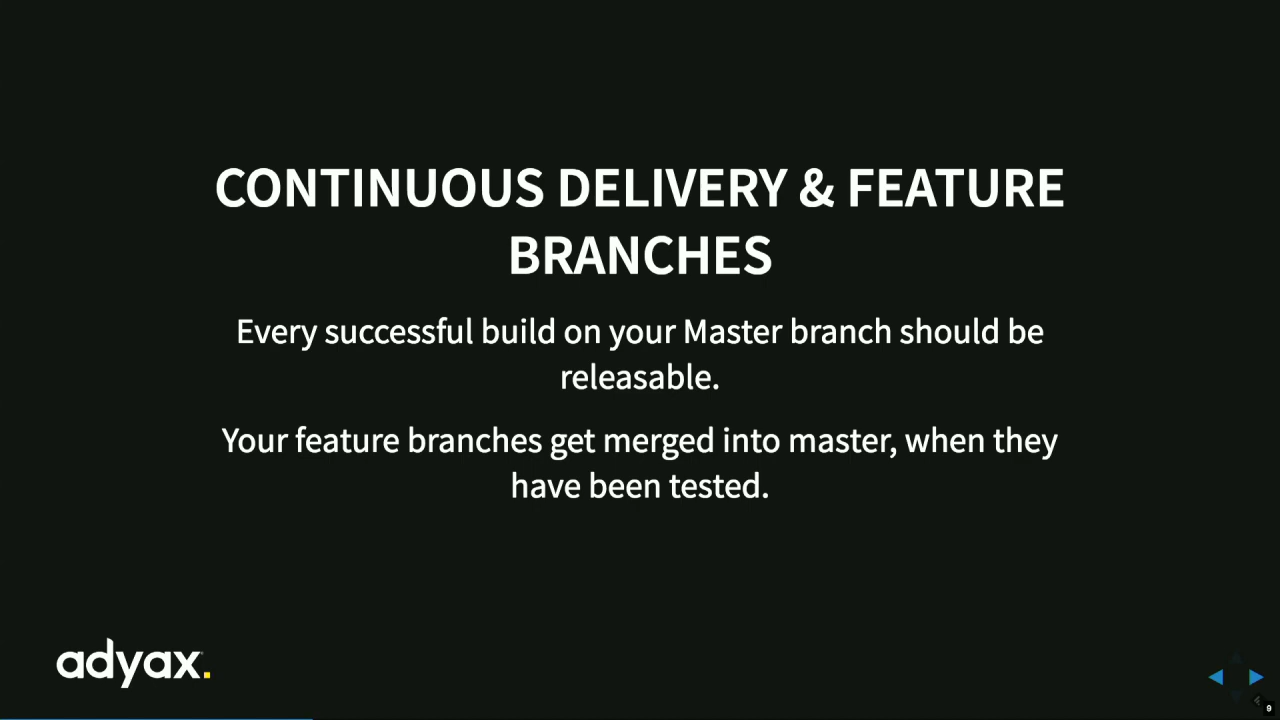 CONTINUOUS DELIVERY & FEATURE
BRANCHES
Every successful build on your Master branch should be
releasable.
Your feature branches get merged into master, when they
have been tested.
adyax.
9